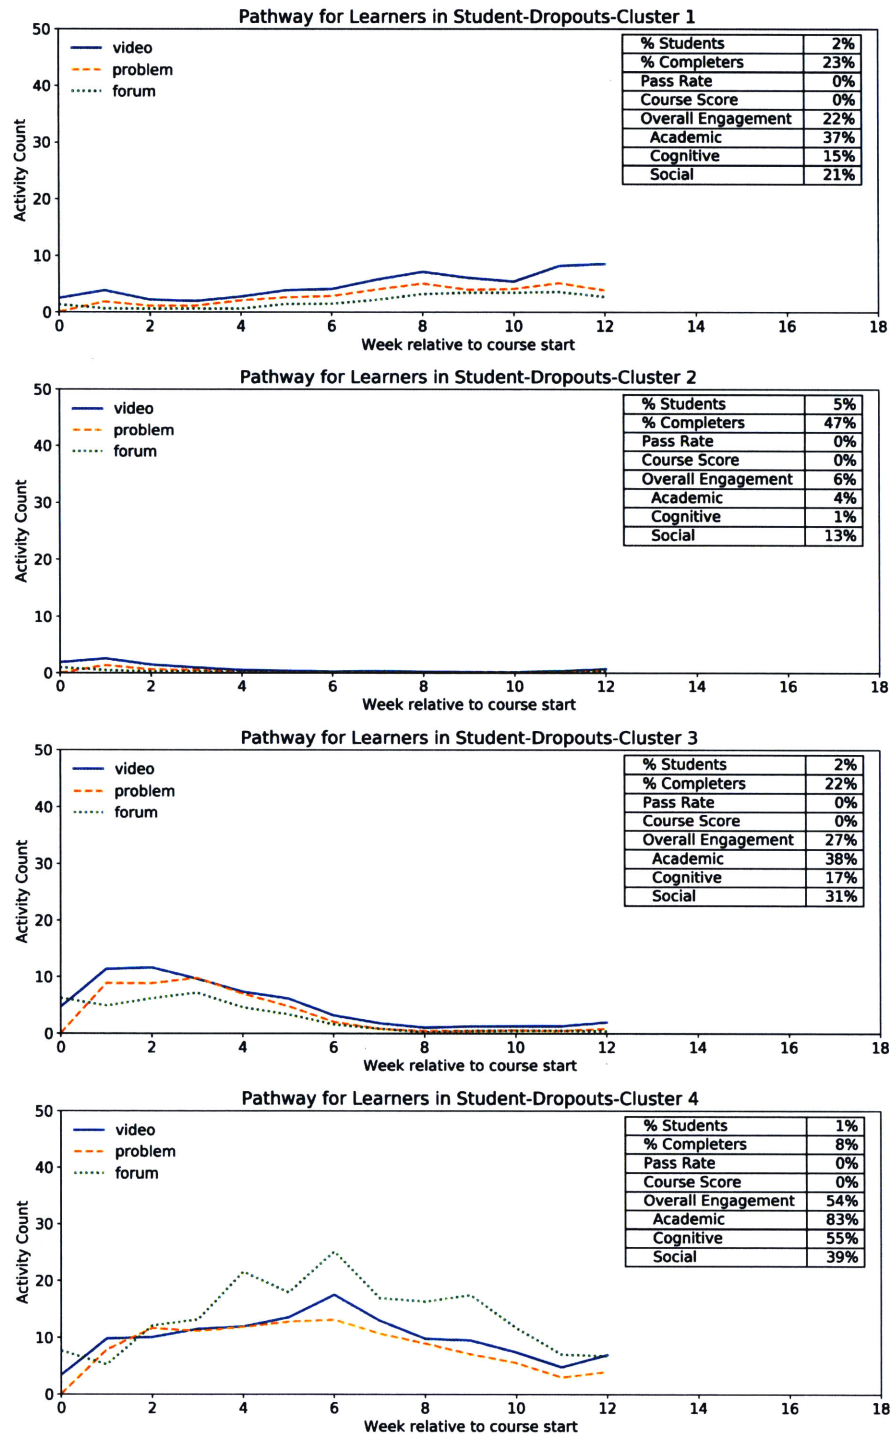 Pathway for Learners in Student-Dropouts-Cluster 1
50
40
30
20
10
0
Activity Count
video
problem
forum
% Students 2%
% Completers 23%
Pass Rate 0%
Course Score 0%
Overall Engagement 22%
Academic 37%
Cognitive 15%
Social 21%
0 2 4 6 8 10 12 14 16 18
Week relative to course start
Pathway for Learners in Student-Dropouts-Cluster 2
50
40
30
20
10
0
Activity Count
video
problem
forum
% Students 5%
% Completers 47%
Pass Rate 0%
Course Score 0%
Overall Engagement 6%
Academic 4%
Cognitive 1%
Social 13%
0 2 4 6 8 10 12 14 16 18
Week relative to course start
Pathway for Learners in Student-Dropouts-Cluster 3
50
40
30
20
10
0
Activity Count
video
problem
forum
% Students 2%
% Completers 22%
Pass Rate 0%
Course Score 0%
Overall Engagement 27%
Academic 38%
Cognitive 17%
Social 31%
0 2 4 6 8 10 12 14 16 18
Week relative to course start
Pathway for Learners in Student-Dropouts-Cluster 4
50
40
30
20
10
0
Activity Count
video
problem
forum
% Students 1%
% Completers 8%
Pass Rate 0%
Course Score 0%
Overall Engagement 54%
Academic 83%
Cognitive 55%
Social 39%
0 2 4 6 8 10 12 14 16 18
Week relative to course start